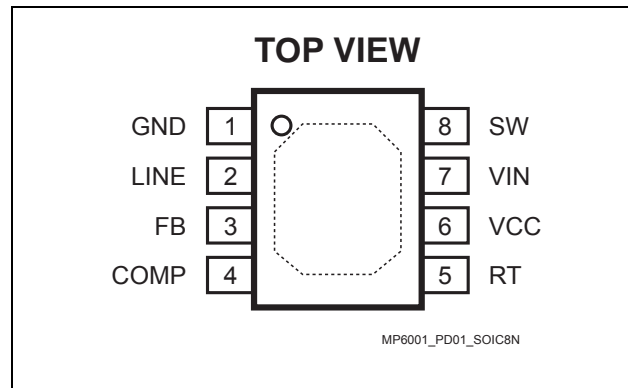 TOP VIEW
GND 1 8 SW
LINE 2 7 VIN
FB 3 6 VCC
COMP 4 5 RT
MP6001_PD01_SOIC8N